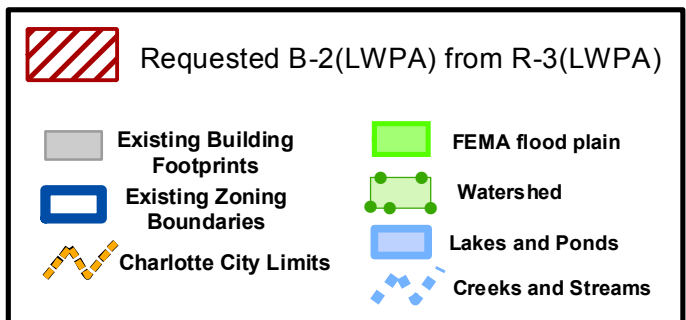 Requested B-2(LWPA) from R-3(LWPA)
Existing Building
Footprints
Existing Zoning
Boundaries
Charlotte City Limits
FEMA flood plain
Watershed
Lakes and Ponds
Creeks and Streams